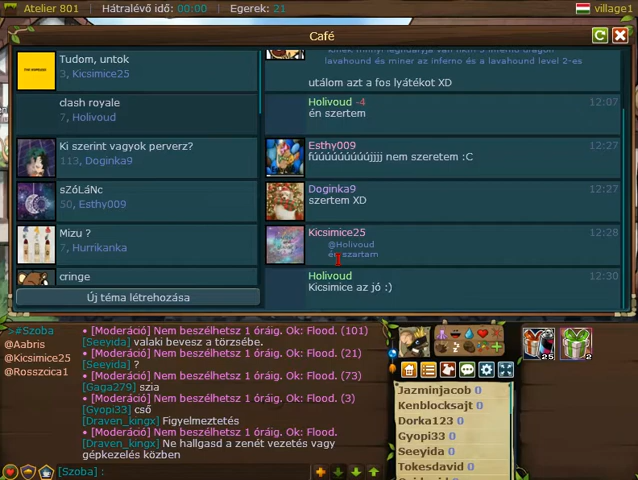 Atelier 801
Hátralévő idő: 00:00
Egerek: 21
village1
Café
Tudom, untok
3, Kicsimice25
clash royale
7, Holivoud
Ki szerint vagyok perverz?
113, Doginka9
sZóLáNc
50, Esthy009
Mizu ?
7, Hurrikanka
cringe
Új téma létrehozása
lavahound és miner az inferno és a lavahound level 2-es
utálom azt a fos lyátékot XD
Holivoud -4
12:07
én szertem
Esthy009
12:27
fúúúúúúúújjjj nem szeretem :C
Doginka9
12:27
szertem XD
Kicsimice25
12:28
@Holivoud
én szartam
Holivoud
12:30
Kicsimice az jó :)
>#Szoba
@Aabris
@Kicsimice25
@Rosszcica1
• [Moderáció] Nem beszélhetsz 1 óráig. Ok: Flood. (101)
[Seeyida] valaki bevesz a törzsébe.
• [Moderáció] Nem beszélhetsz 1 óráig. Ok: Flood. (21)
[Seeyida] ?
• [Moderáció] Nem beszélhetsz 1 óráig. Ok: Flood. (73)
[Gaga279] szia
• [Moderáció] Nem beszélhetsz 1 óráig. Ok: Flood. (3)
[Gyopi33] cső
[Draven_kingx] Figyelmeztetés
• [Moderáció] Nem beszélhetsz 1 óráig. Ok: Flood.
[Draven_kingx] Ne hallgasd a zenét vezetés vagy
gépkezelés közben
[Szoba] :
25
2
Jazminjacob 0
Kenblocksajt 0
Dorka123 0
Gyopi33 0
Seeyida 0
Tokesdavid 0